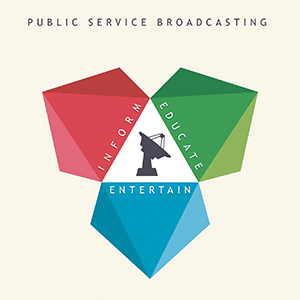 PUBLIC SERVICE BROADCASTING
INFORM
EDUCATE
ENTERTAIN